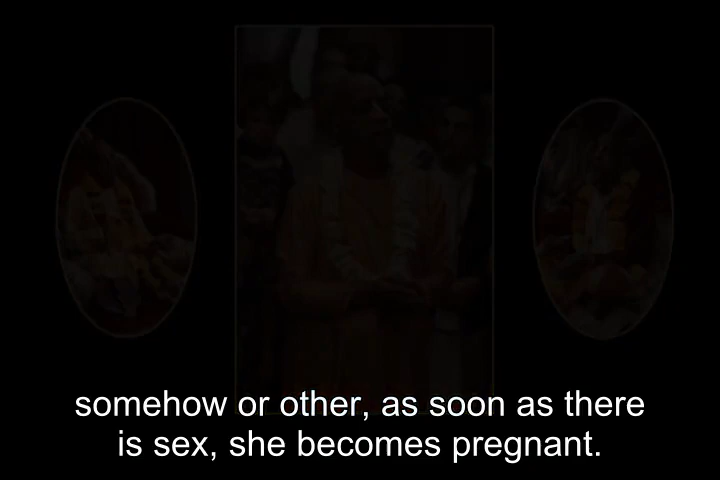 somehow or other, as soon as there
is sex, she becomes pregnant.